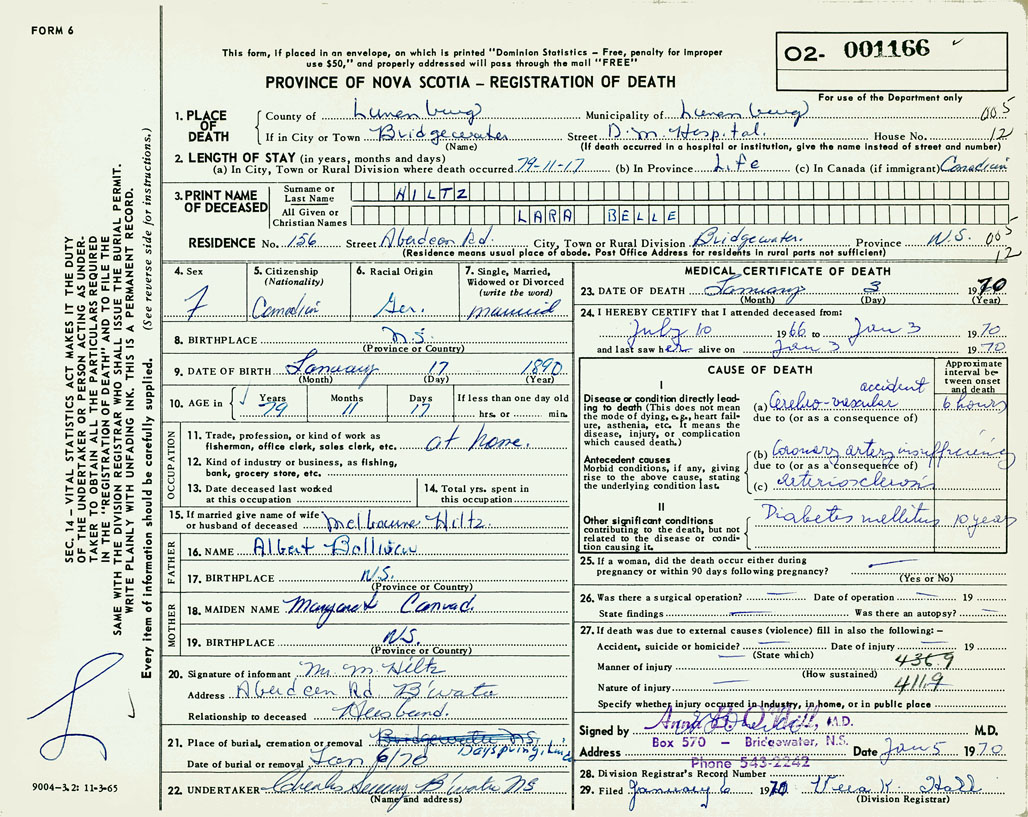 FORM 6
This form, if placed in an envelope, on which is printed "Dominion Statistics – Free, penalty for improper
use $50," and properly addressed will pass through the mail "FREE"
PROVINCE OF NOVA SCOTIA – REGISTRATION OF DEATH
02- 001166
For use of the Department only
1. PLACE OF DEATH
County of Lunenburg Municipality of Lunenburg 005
If in City or Town Bridgewater Street D.M. Hospital. House No. 12
(Name) (If death occurred in a hospital or institution, give the name instead of street and number)
2. LENGTH OF STAY (in years, months and days)
(a) In City, Town or Rural Division where death occurred 79-11-17 (b) In Province Life (c) In Canada (if immigrant) Canadian
3. PRINT NAME OF DECEASED
Surname or Last Name HILTZ
All Given or Christian Names LARA BELLE
RESIDENCE No. 156 Street Aberdeen Rd. City, Town or Rural Division Bridgewater. Province N.S. 005
(Residence means usual place of abode. Post Office Address for residents in rural parts not sufficient) 12
4. Sex F
5. Citizenship (Nationality) Canadian
6. Racial Origin Ger.
7. Single, Married, Widowed or Divorced (write the word) married
8. BIRTHPLACE N.S.
(Province or County)
9. DATE OF BIRTH January 17 1890
(Month) (Day) (Year)
10. AGE in Years 79 Months 11 Days 17 If less than one day old hrs. or min.
OCCUPATION
11. Trade, profession, or kind of work as fisherman, office clerk, sales clerk, etc. at home.
12. Kind of industry or business, as fishing, bank, grocery store, etc.
13. Date deceased last worked at this occupation
14. Total yrs. spent in this occupation
15. If married give name of wife or husband of deceased Melbourne Hiltz.
FATHER
16. NAME Albert
17. BIRTHPLACE N.S.
(Province or Country)
MOTHER
18. MAIDEN NAME Margaret Conrad.
19. BIRTHPLACE N.S.
(Province or Country)
20. Signature of informant Mr. M. Hiltz
Address Aberdeen Rd B'water
Relationship to deceased Husband.
21. Place of burial, cremation or removal Bridgewater N.S. Dayspring, Lun Co
Date of burial or removal Jan 6/70
22. UNDERTAKER B'water NS
(Name and address)
MEDICAL CERTIFICATE OF DEATH
23. DATE OF DEATH January 3 1970
(Month) (Day) (Year)
24. I HEREBY CERTIFY that I attended deceased from:
July 10 1966 to Jan 3 1970
and last saw her alive on Jan 3 1970
CAUSE OF DEATH
Approximate interval between onset and death
I
Disease or condition directly leading to death (This does not mean the mode of dying, e.g., heart failure, asthenia, etc. It means the disease, injury, or complication which caused death.)
(a) Cerebro-vascular accident 6 hours
due to (or as a consequence of)
Antecedent causes
Morbid conditions, if any, giving rise to the above cause, stating the underlying condition last.
(b) Coronary artery insufficiency
due to (or as a consequence of)
(c) arteriosclerosis
II
Other significant conditions contributing to the death, but not related to the disease or condition causing it.
Diabetes mellitus 10 years
25. If a woman, did the death occur either during pregnancy or within 90 days following pregnancy?
(Yes or No)
26. Was there a surgical operation? Date of operation 19
State findings Was there an autopsy?
27. If death was due to external causes (violence) fill in also the following: –
Accident, suicide or homicide? Date of injury 19
(State which)
Manner of injury 436.9
(How sustained)
Nature of injury 411.9
Specify whether injury occurred in industry, in home, or in public place
Signed by M.D. M.D.
Box 570 – Bridgewater, N.S.
Address Date Jan 5 1970
Phone 543-2242
28. Division Registrar's Record Number
29. Filed January 6 1970 Vera K. Hall
(Division Registrar)
SEC. 14 – VITAL STATISTICS ACT MAKES IT THE DUTY
OF THE UNDERTAKER OR PERSON ACTING AS UNDER-
TAKER TO OBTAIN ALL THE PARTICULARS REQUIRED
IN THE "REGISTRATION OF DEATH" AND TO FILE THE
SAME WITH THE DIVISION REGISTRAR WHO SHALL ISSUE THE BURIAL PERMIT.
WRITE PLAINLY WITH UNFADING INK. THIS IS A PERMANENT RECORD.
Every item of information should be carefully supplied. (See reverse side for instructions.)
9004-3.2: 11-3-65